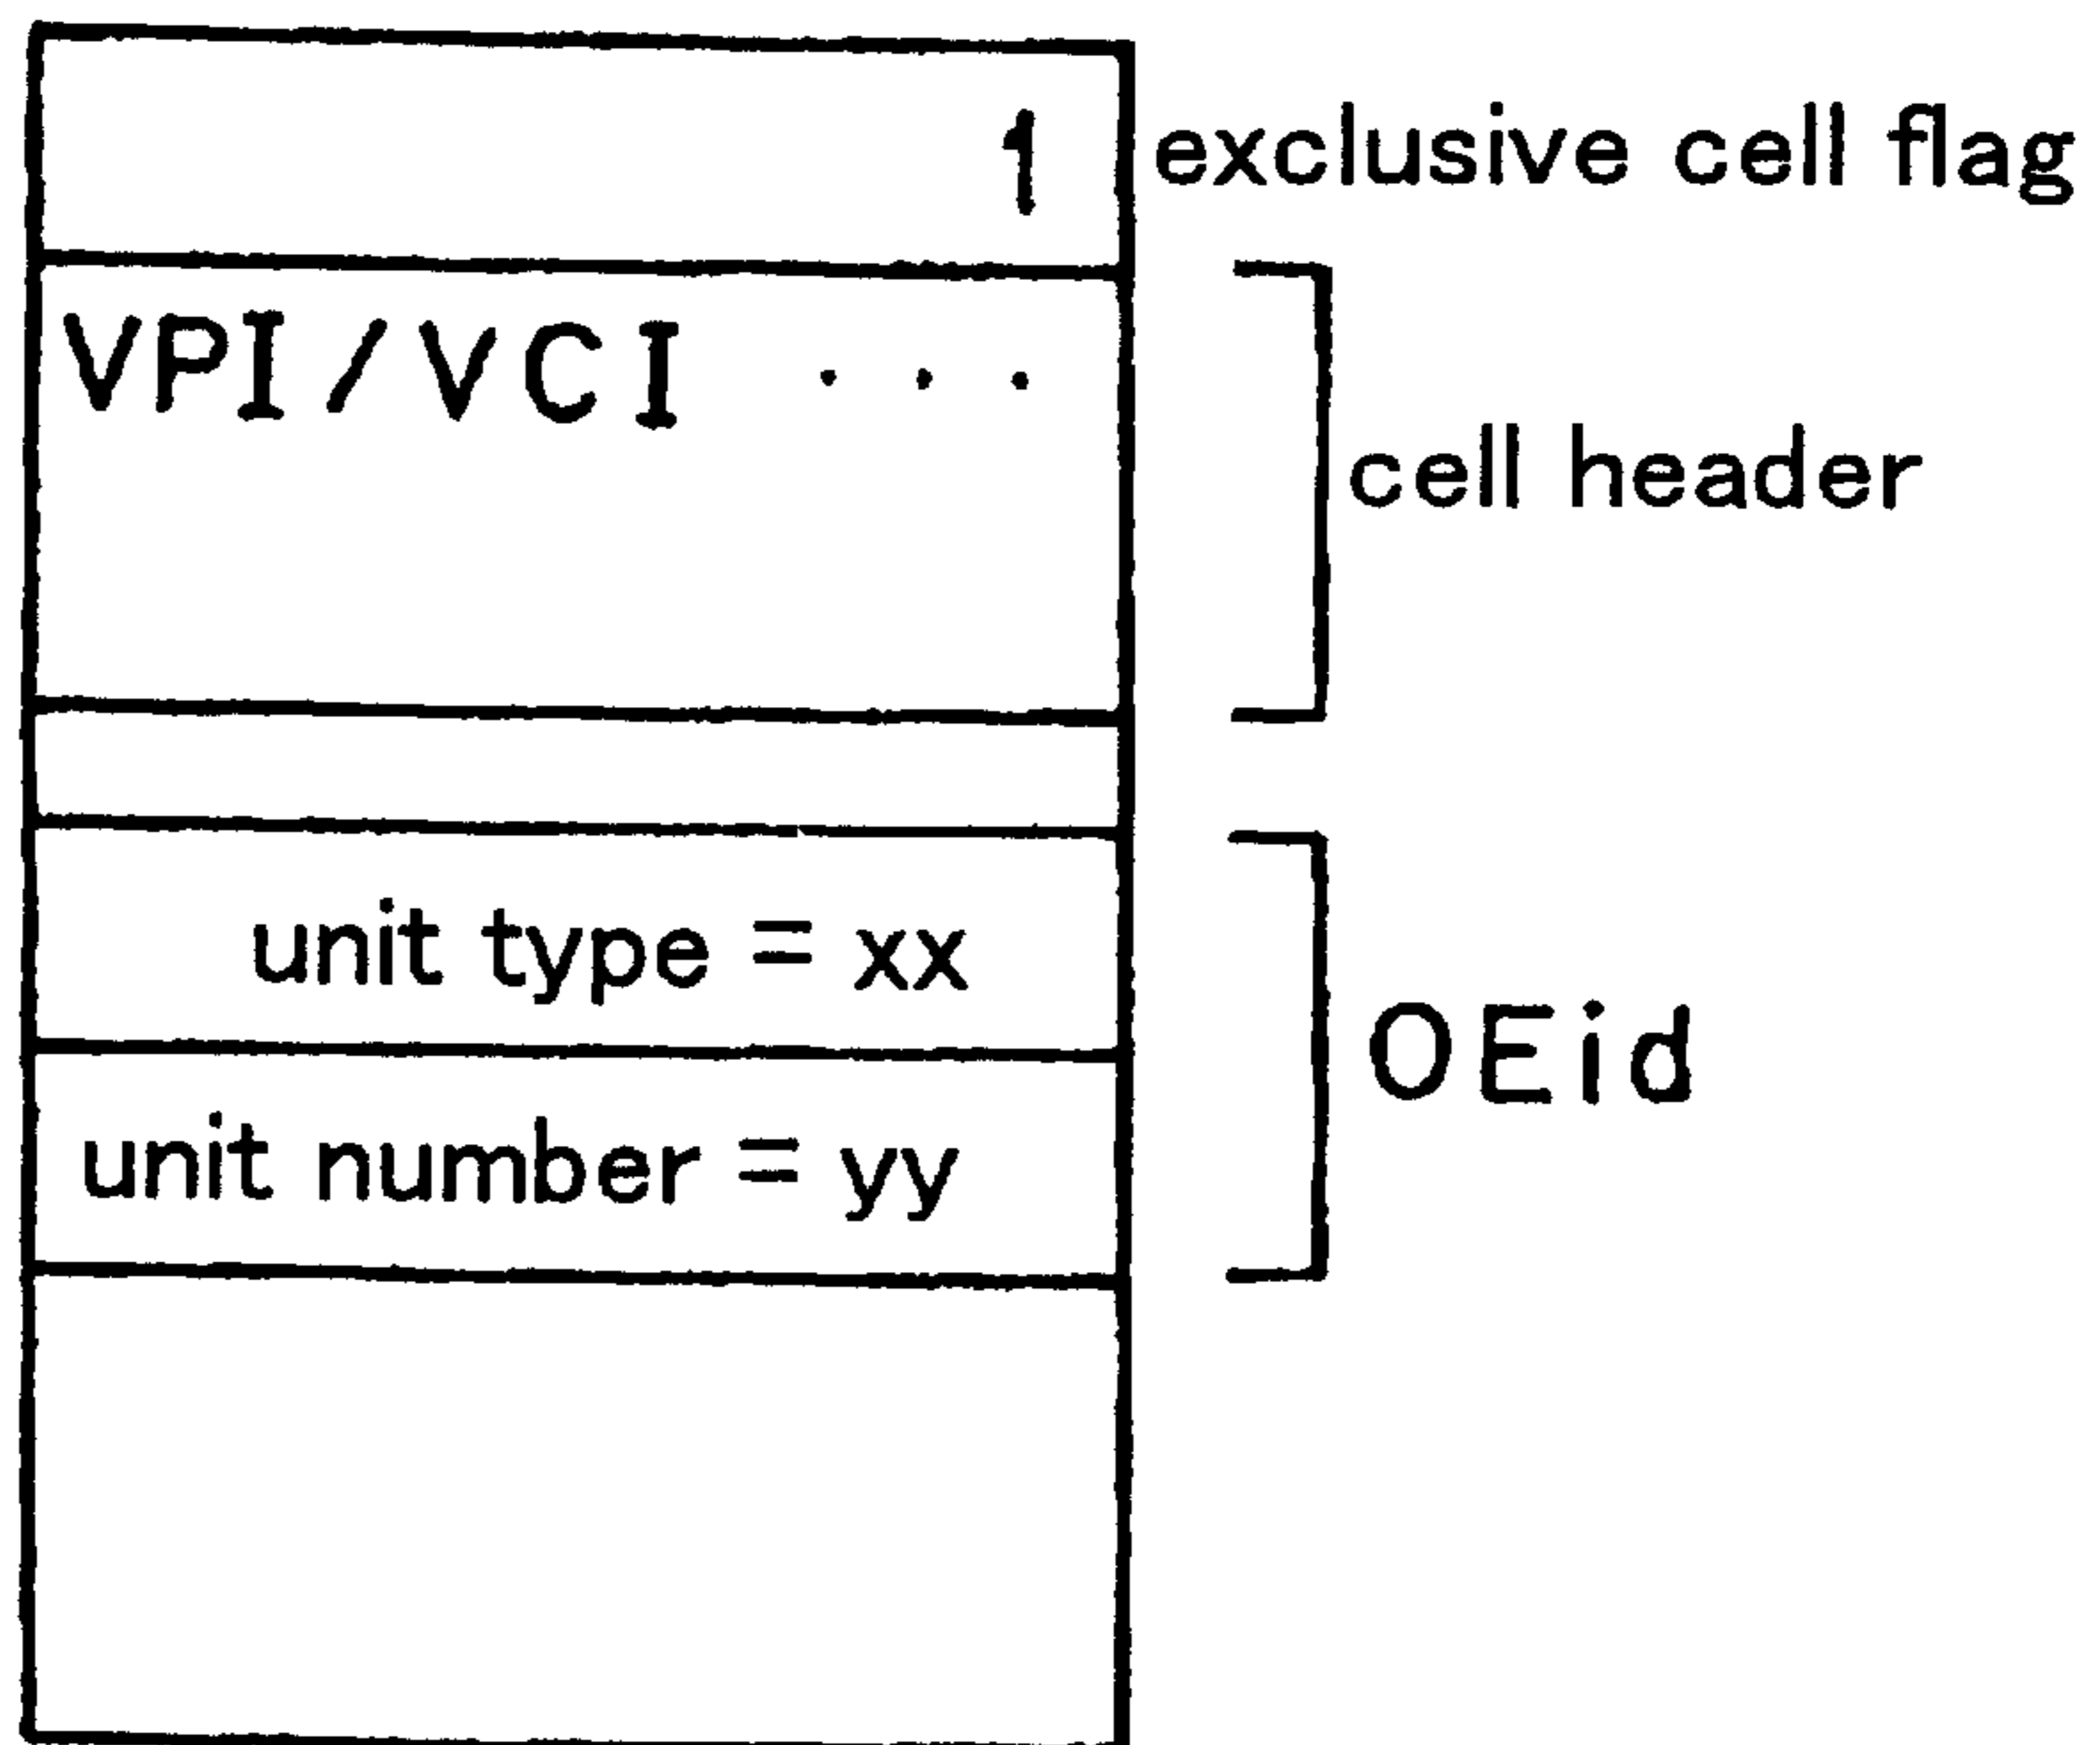 1 exclusive cell flag
VPI/VCI . . .
cell header
unit type = xx
OEid
unit number = yy